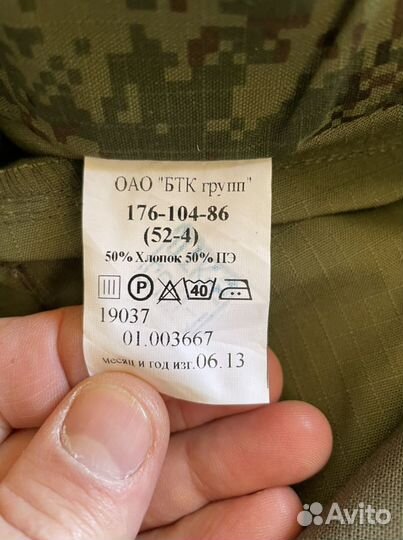 ОАО "БТК групп"
176-104-86
(52-4)
50% Хлопок 50% ПЭ
P 40
19037
01.003667
месяц и год изг.06.13
Avito